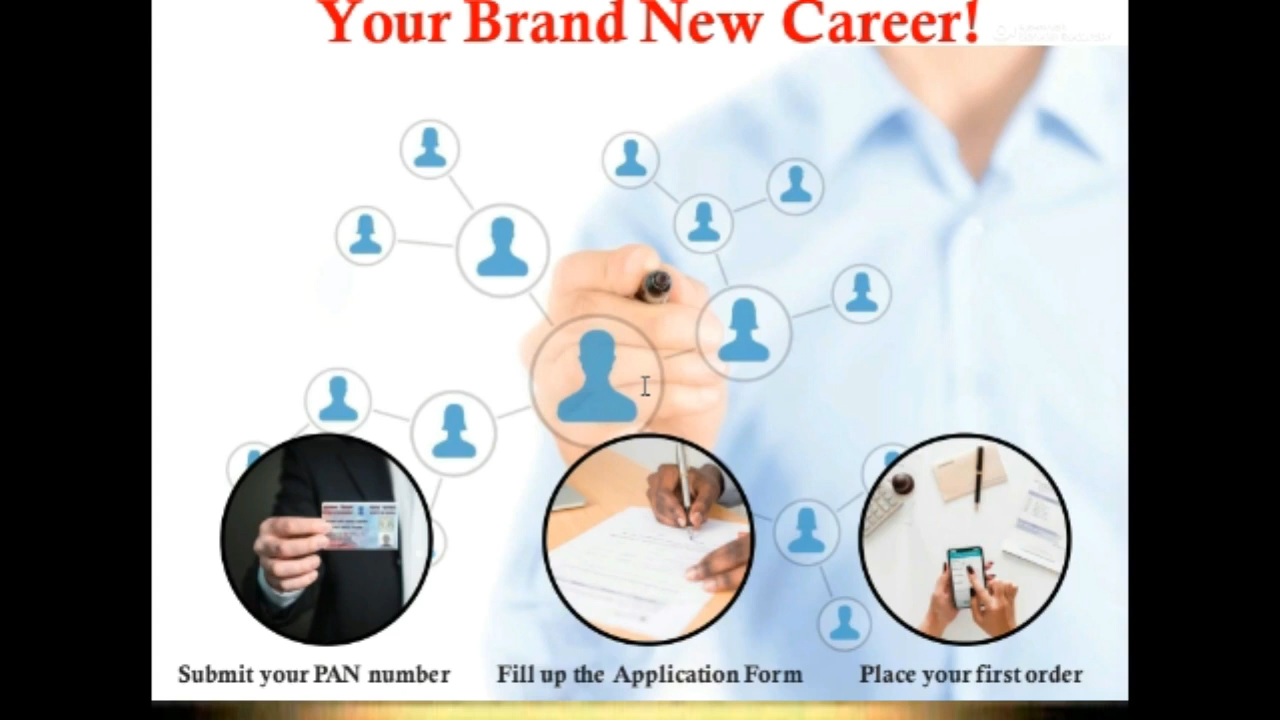 Your Brand New Career!
Submit your PAN number
Fill up the Application Form
Place your first order